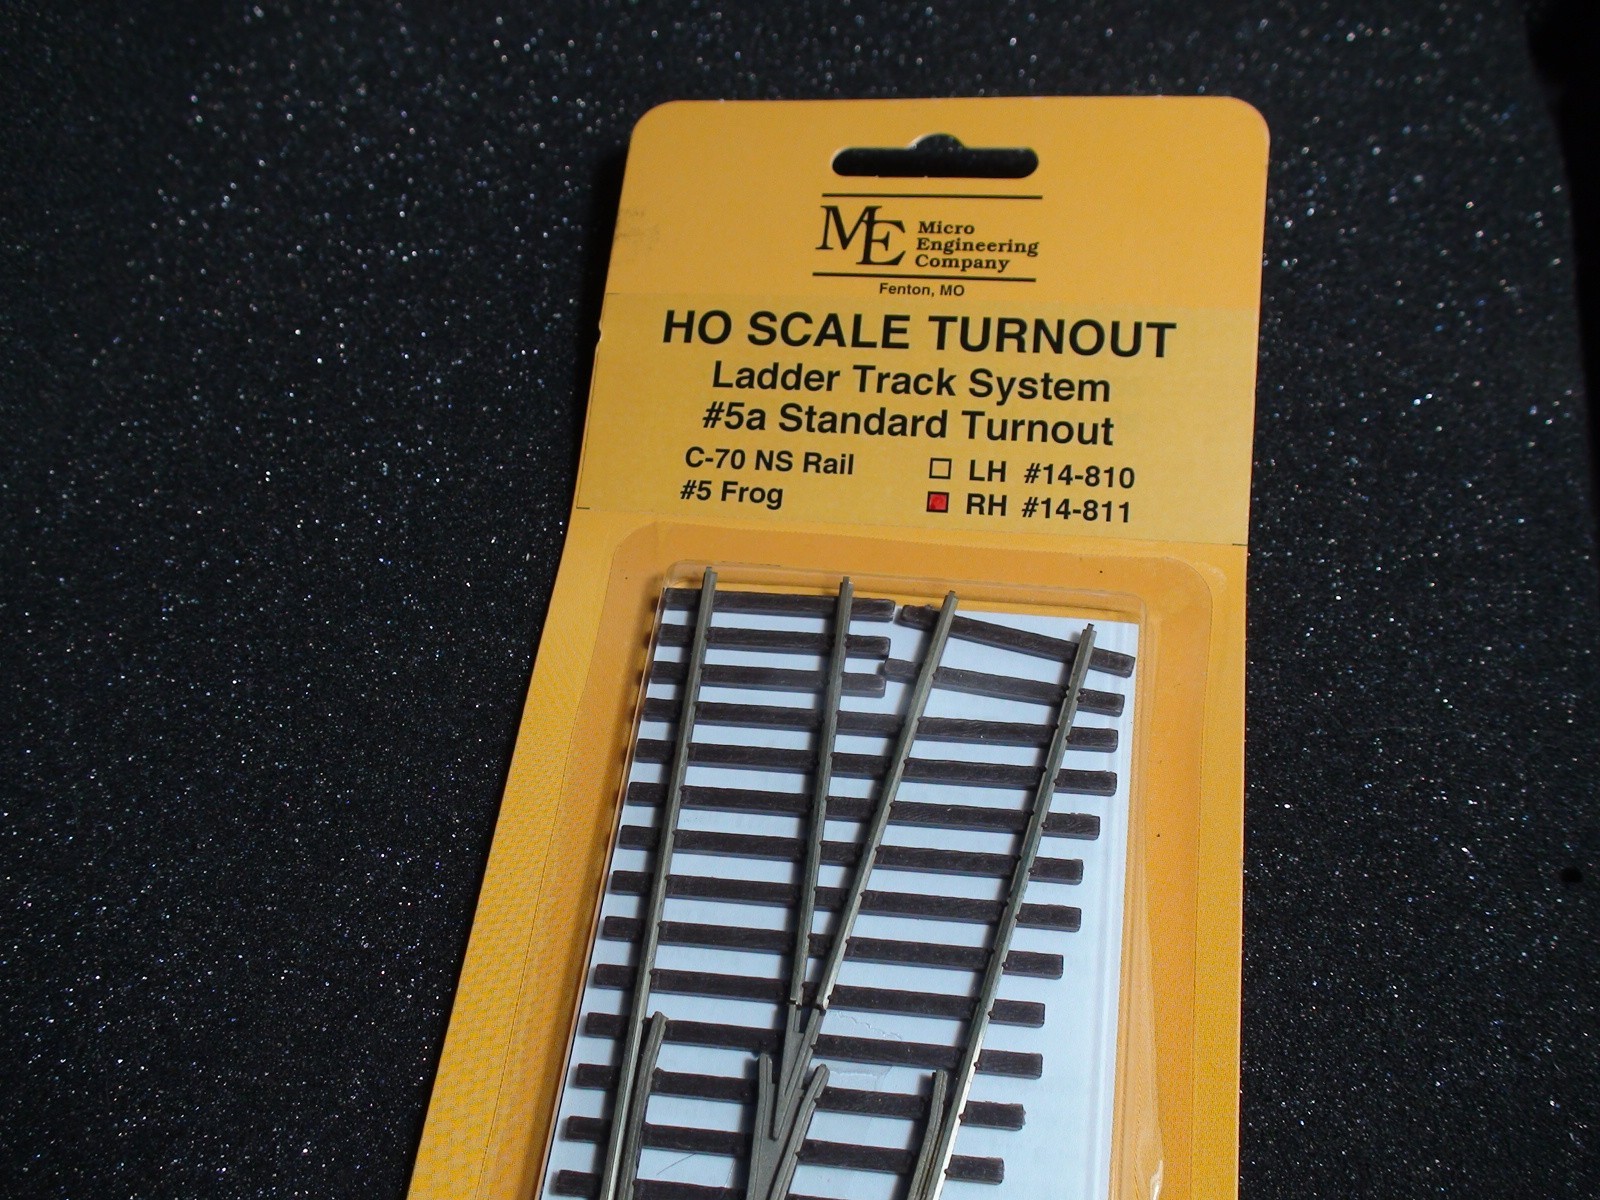 ME Micro
Engineering
Company
Fenton, MO
HO SCALE TURNOUT
Ladder Track System
#5a Standard Turnout
C-70 NS Rail
LH #14-810
#5 Frog
RH #14-811